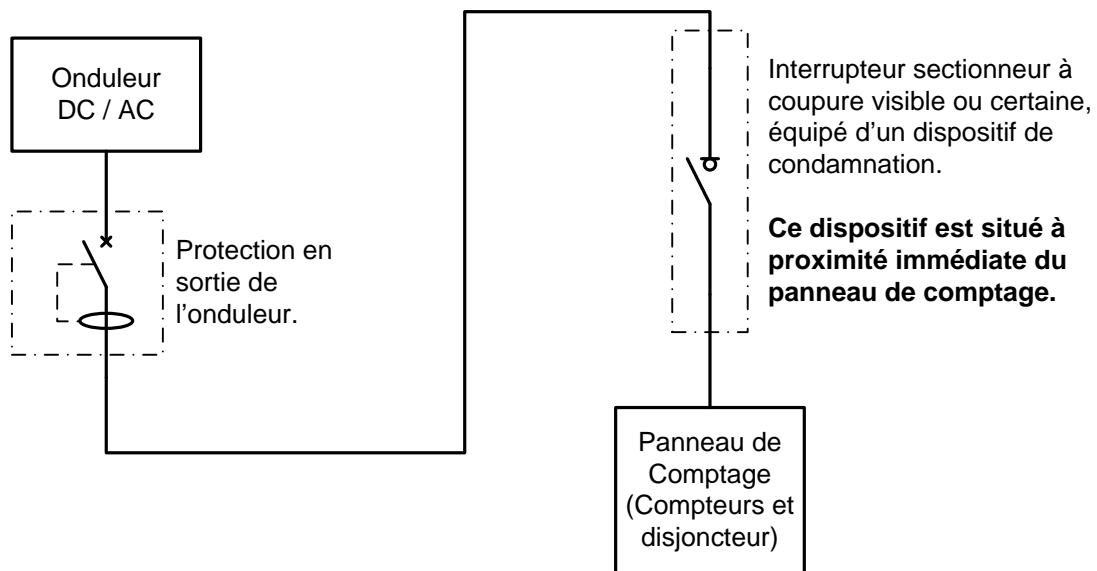 Onduleur
DC / AC
Protection en
sortie de
l’onduleur.
Interrupteur sectionneur à
coupure visible ou certaine,
équipé d’un dispositif de
condamnation.
Ce dispositif est situé à
proximité immédiate du
panneau de comptage.
Panneau de
Comptage
(Compteurs et
disjoncteur)